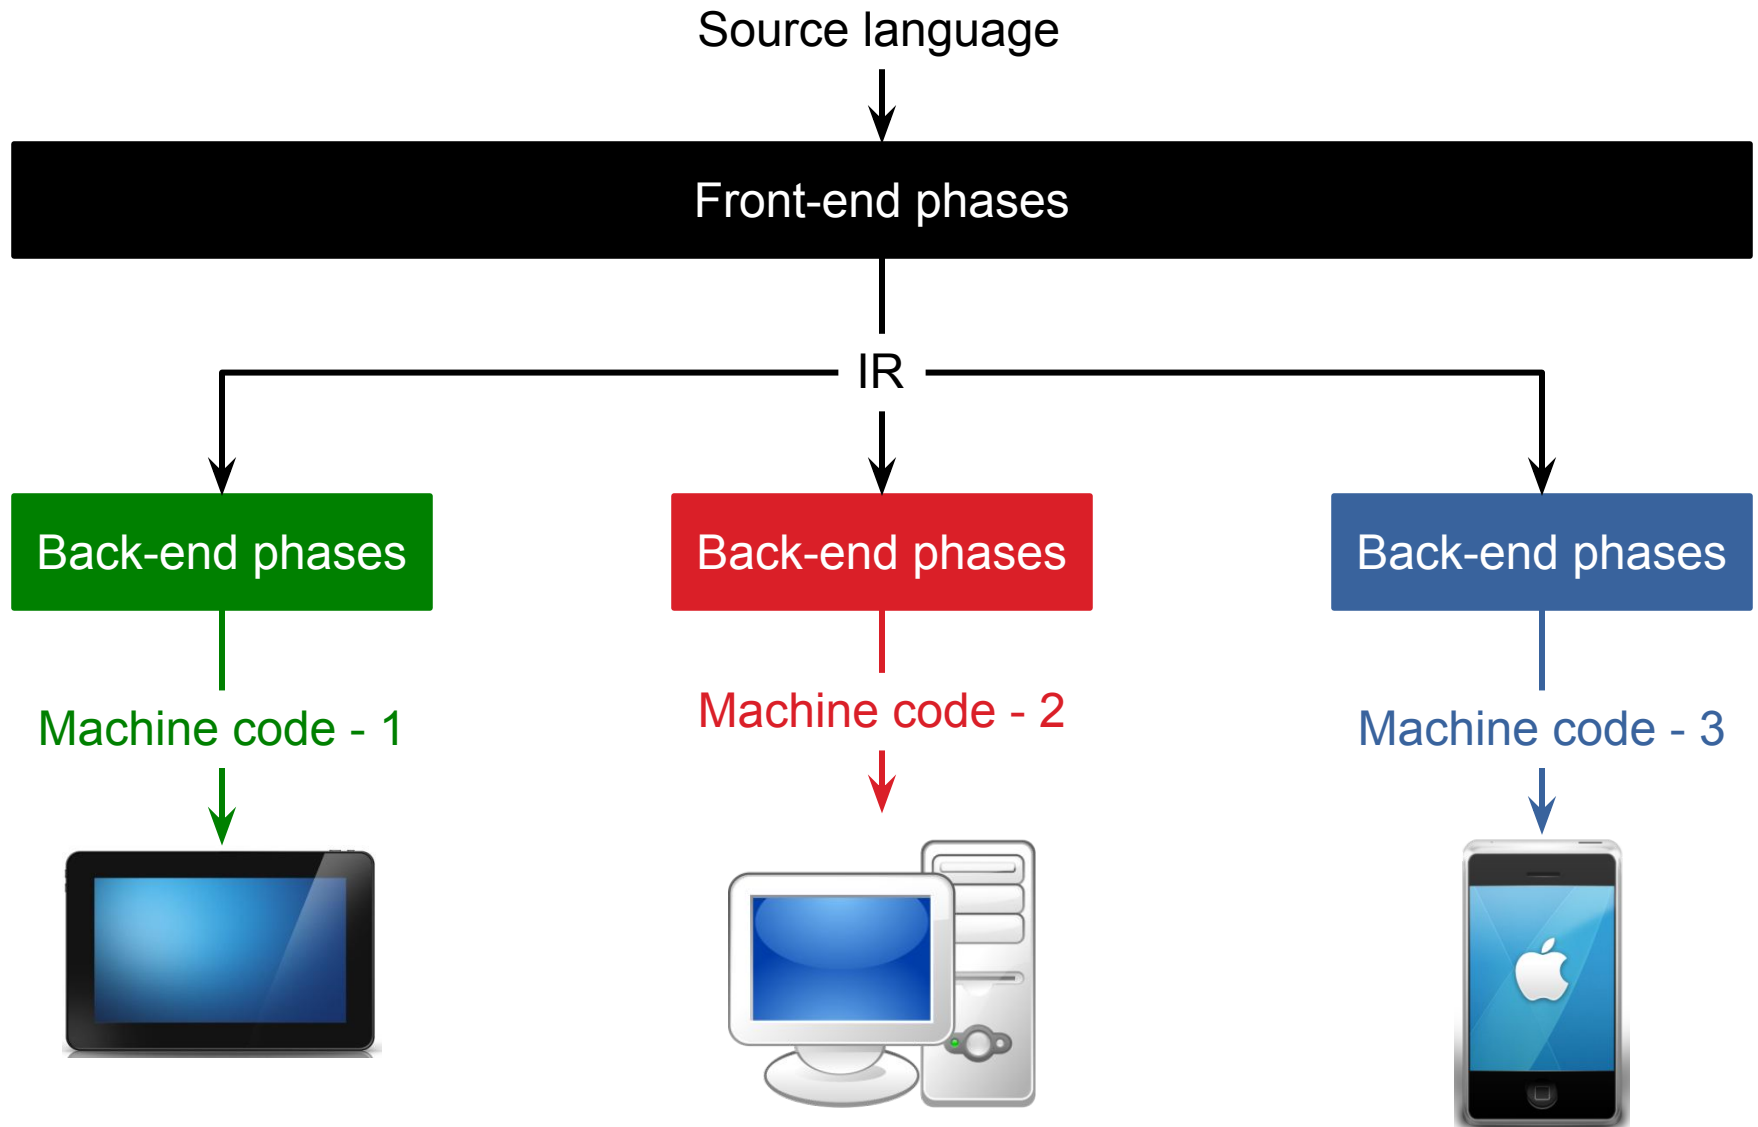 Source language
Front-end phases
IR
Back-end phases
Back-end phases
Back-end phases
Machine code - 1
Machine code - 2
Machine code - 3